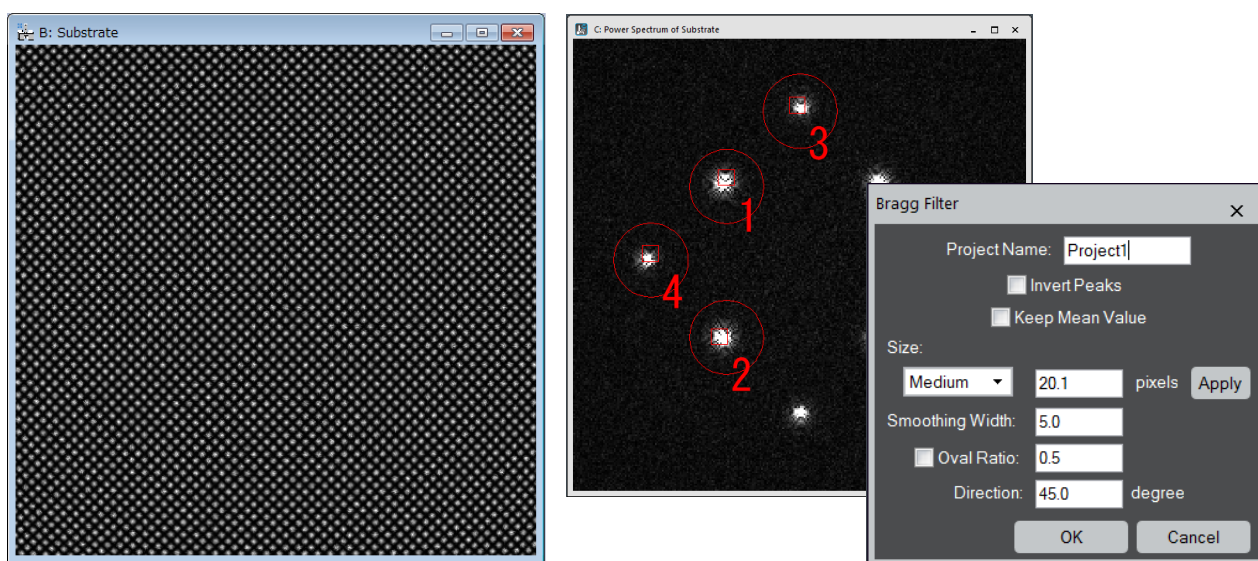 B: Substrate
C: Power Spectrum of Substrate
3
1
4
2
Bragg Filter
Project Name: Project1
Invert Peaks
Keep Mean Value
Size:
Medium 20.1 pixels Apply
Smoothing Width: 5.0
Oval Ratio: 0.5
Direction: 45.0 degree
OK Cancel